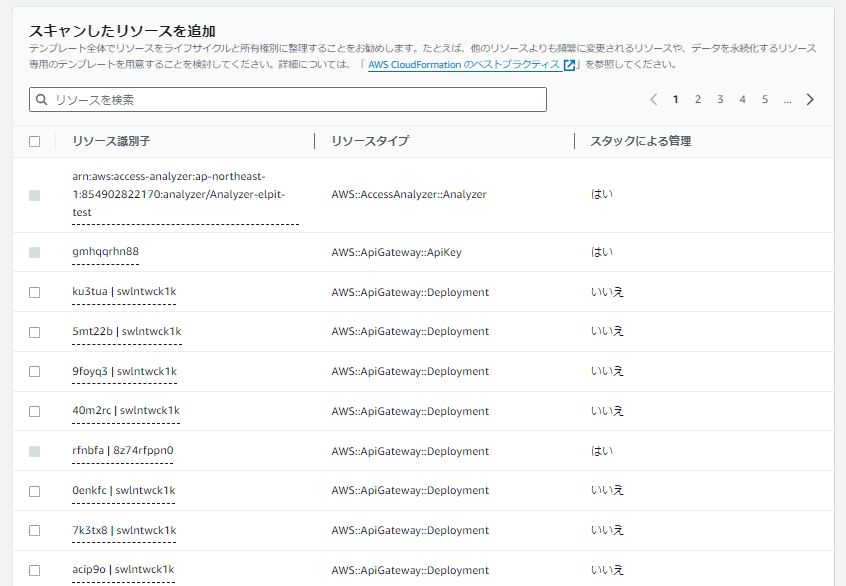 スキャンしたリソースを追加
テンプレート全体でリソースをライフサイクルと所有権別に整理することをお勧めします。たとえば、他のリソースよりも頻繁に変更されるリソースや、データを永続化するリソース
専用のテンプレートを用意することを検討してください。詳細については、「 AWS CloudFormation のベストプラクティス 」を参照してください。
リソースを検索
1 2 3 4 5 ...
リソース識別子 リソースタイプ スタックによる管理
arn:aws:access-analyzer:ap-northeast-
1:854902822170:analyzer/Analyzer-elpit-
test
AWS::AccessAnalyzer::Analyzer はい
gmhqqrhn88 AWS::ApiGateway::ApiKey はい
ku3tua | swlntwck1k AWS::ApiGateway::Deployment いいえ
5mt22b | swlntwck1k AWS::ApiGateway::Deployment いいえ
9foyq3 | swlntwck1k AWS::ApiGateway::Deployment いいえ
40m2rc | swlntwck1k AWS::ApiGateway::Deployment いいえ
rfnbfa | 8z74rfppn0 AWS::ApiGateway::Deployment はい
0enkfc | swlntwck1k AWS::ApiGateway::Deployment いいえ
7k3tx8 | swlntwck1k AWS::ApiGateway::Deployment いいえ
acip9o | swlntwck1k AWS::ApiGateway::Deployment いいえ